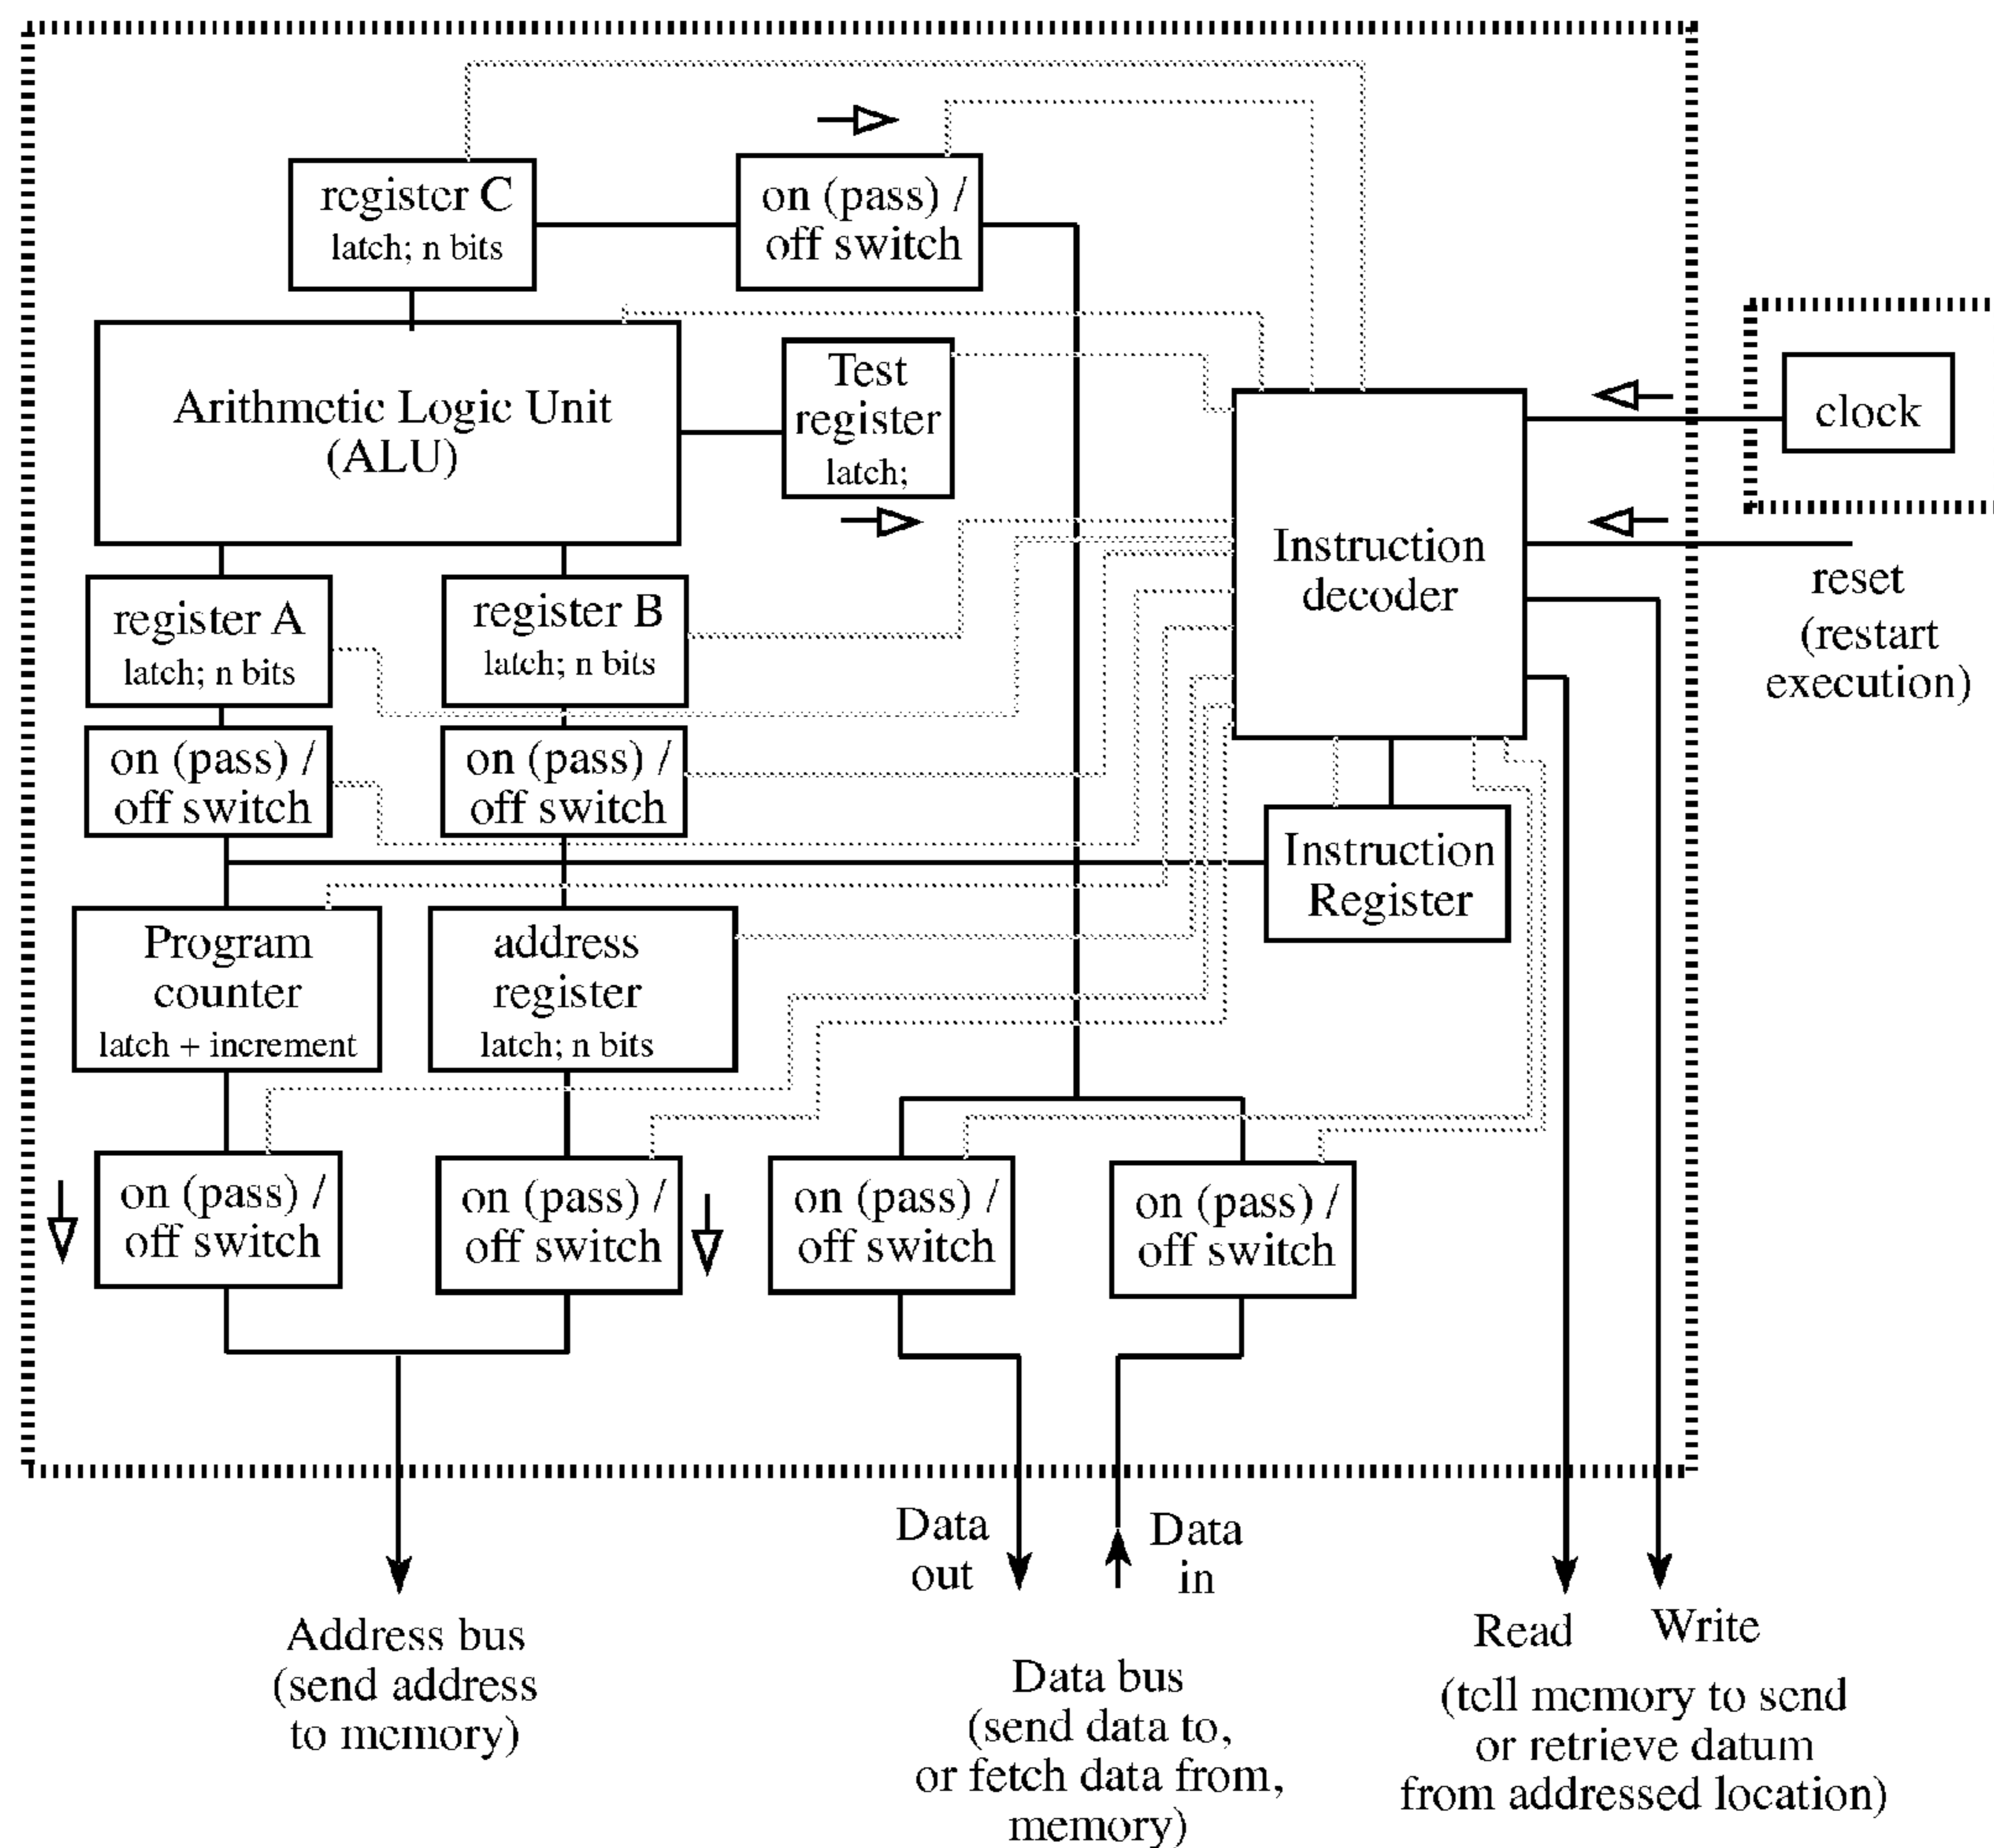 register C
latch; n bits
on (pass) /
off switch
Arithmetic Logic Unit
(ALU)
Test
register
latch;
clock
Instruction
decoder
reset
(restart
execution)
register A
latch; n bits
register B
latch; n bits
on (pass) /
off switch
on (pass) /
off switch
Instruction
Register
Program
counter
latch + increment
address
register
latch; n bits
on (pass) /
off switch
on (pass) /
off switch
on (pass) /
off switch
on (pass) /
off switch
Data
out
Data
in
Address bus
(send address
to memory)
Data bus
(send data to,
or fetch data from,
memory)
Read
Write
(tell memory to send
or retrieve datum
from addressed location)